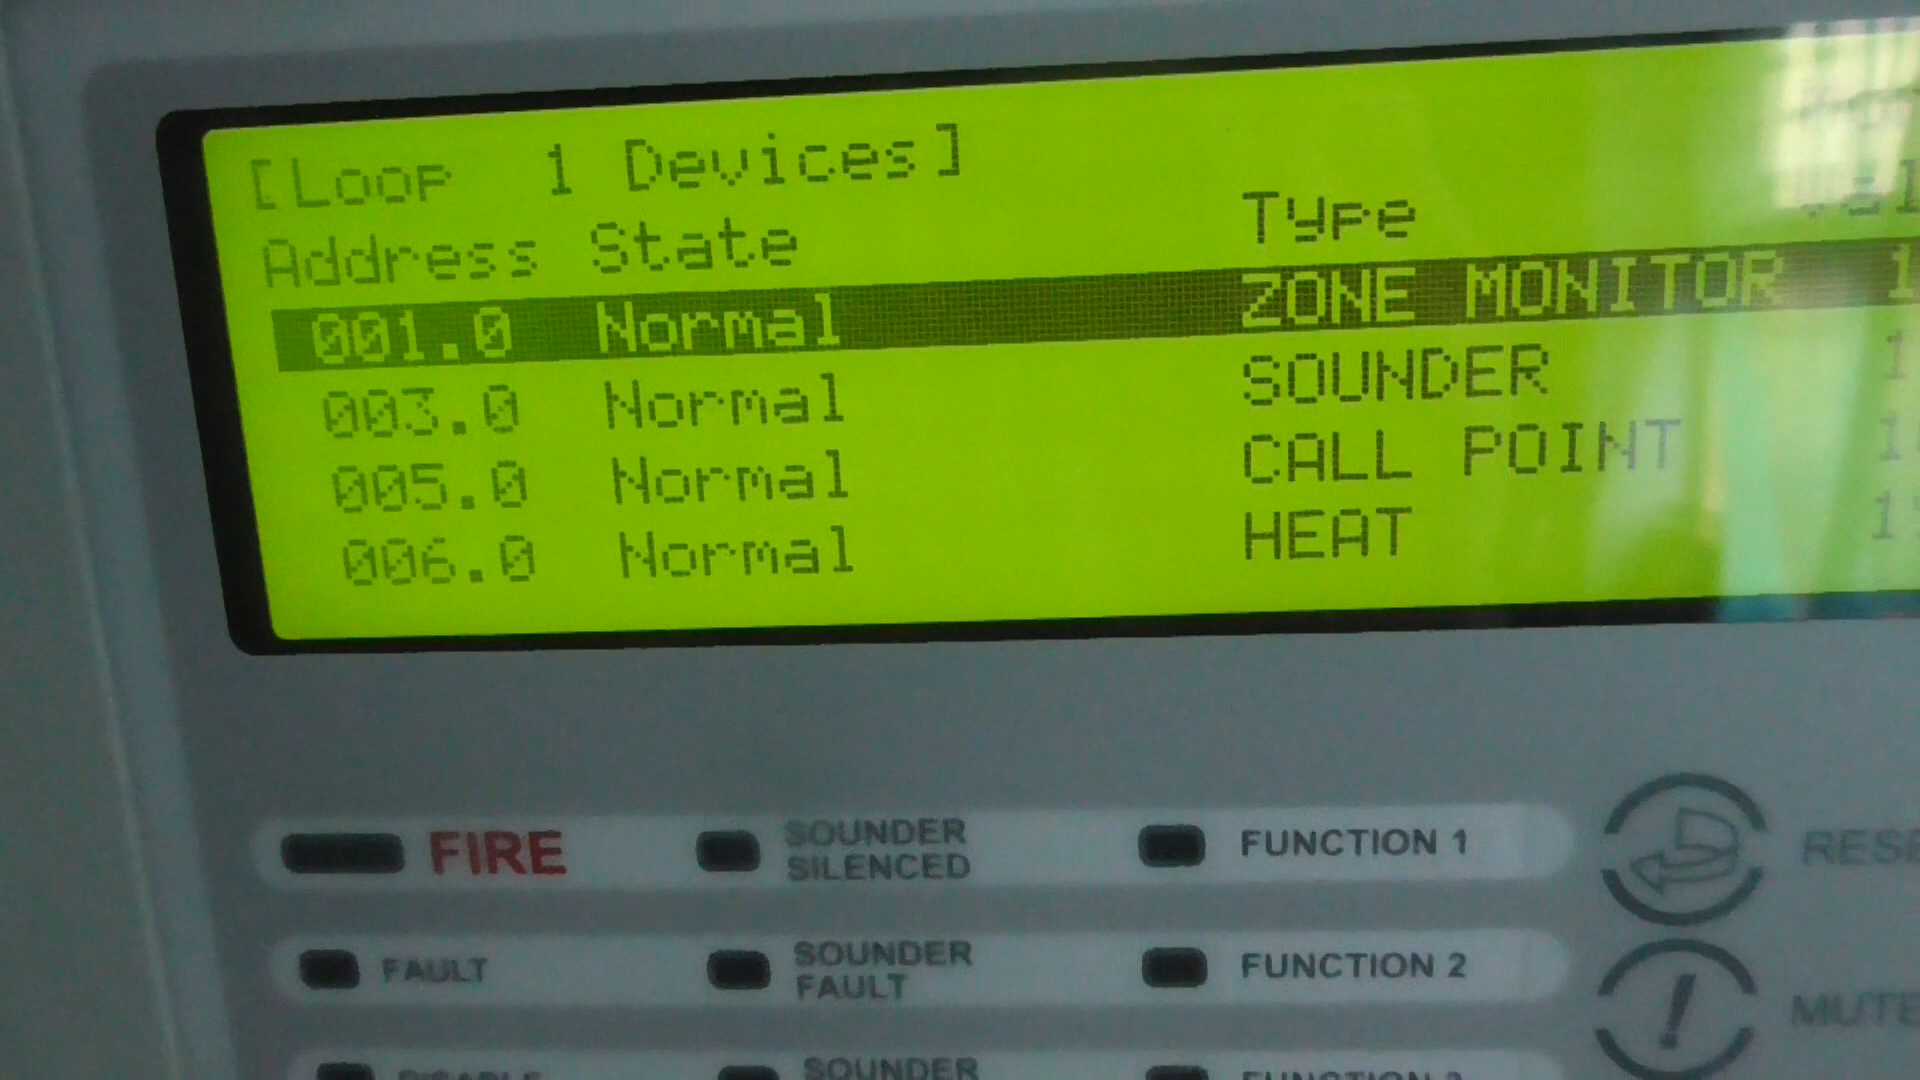 [Loop 1 Devices]
Address State Type
001.0 Normal ZONE MONITOR
003.0 Normal SOUNDER
005.0 Normal CALL POINT
006.0 Normal HEAT
FIRE
SOUNDER
SILENCED
FUNCTION 1
FAULT
SOUNDER
FAULT
FUNCTION 2
SOUNDER